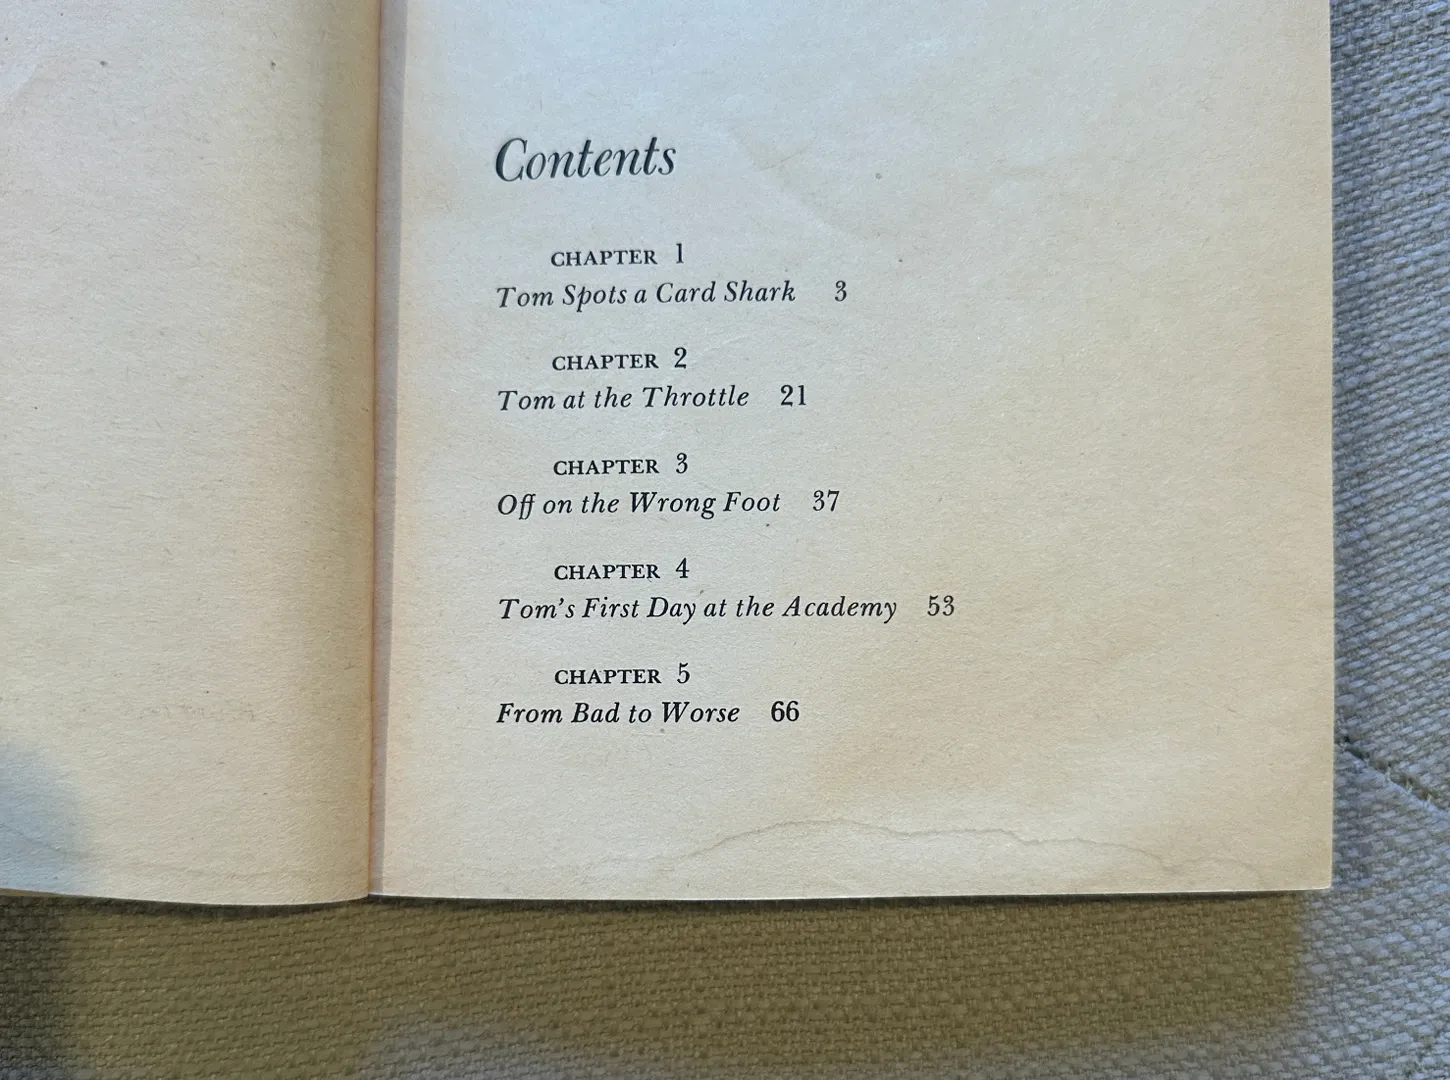 Contents
CHAPTER 1
Tom Spots a Card Shark 3
CHAPTER 2
Tom at the Throttle 21
CHAPTER 3
Off on the Wrong Foot 37
CHAPTER 4
Tom's First Day at the Academy 53
CHAPTER 5
From Bad to Worse 66